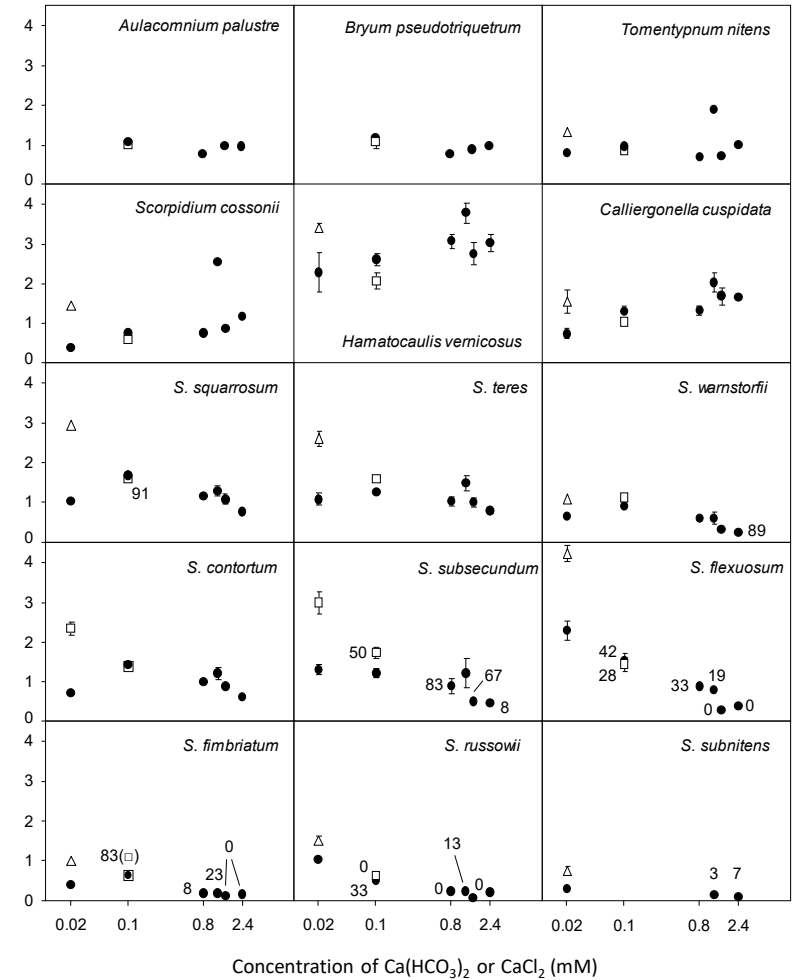 Aulacomnium palustre
Bryum pseudotriquetrum
Tomentypnum nitens
4
3
2
1
0
Scorpidium cossonii
Hamatocaulis vernicosus
Calliergonella cuspidata
4
3
2
1
0
S. squarrosum
S. teres
S. warnstorfii
4
3
2
1
0
91
89
S. contortum
S. subsecundum
S. flexuosum
4
3
2
1
0
50
83
67
8
42
28
33
19
0
0
S. fimbriatum
S. russowii
S. subnitens
4
3
2
1
0
83(□)
8
23
0
0
33
0
13
0
3
7
0.02 0.1 0.8 2.4
0.02 0.1 0.8 2.4
0.02 0.1 0.8 2.4
Concentration of Ca(HCO₃)₂ or CaCl₂ (mM)